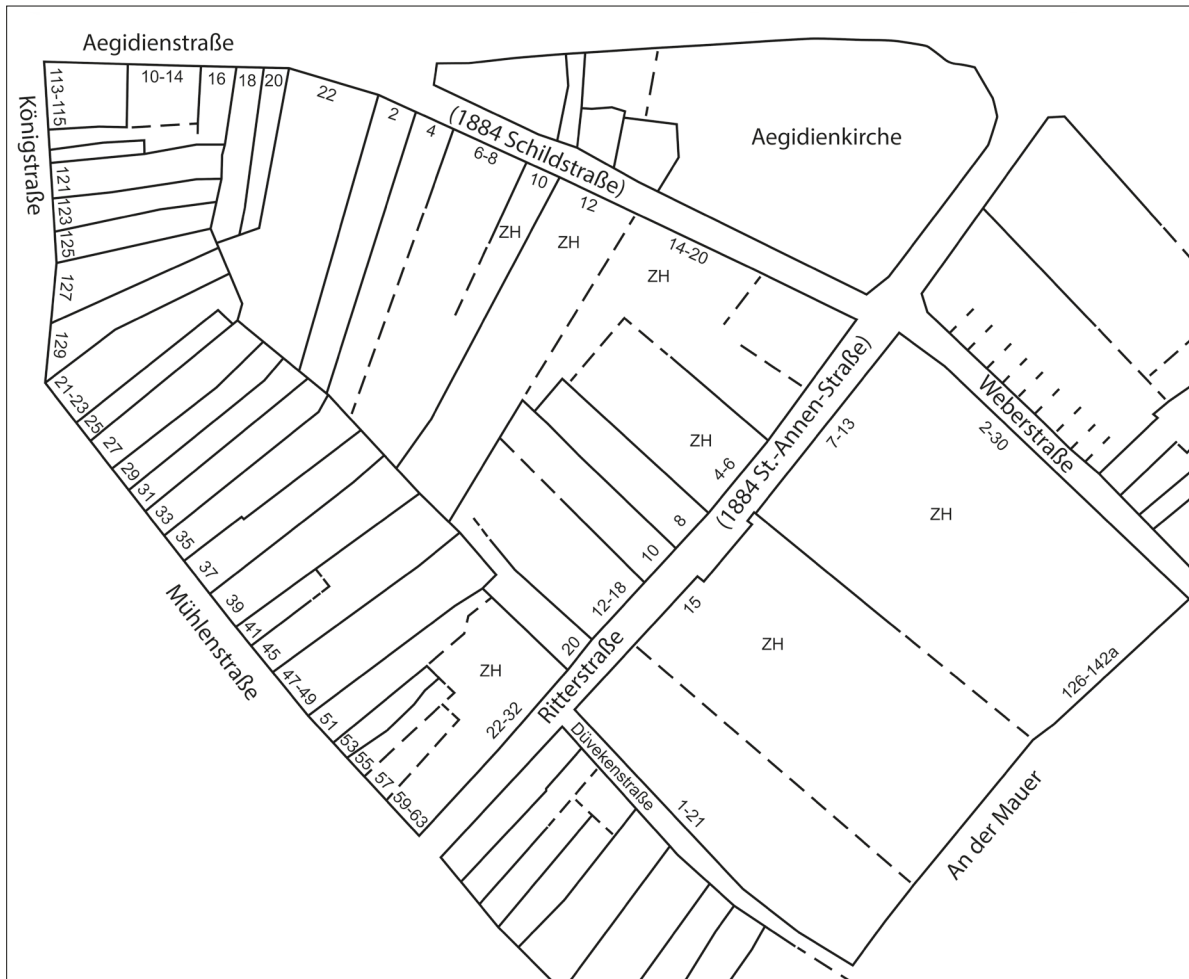 Aegidienstraße
113-115
10-14
16
18
20
22
2
4
6-8
10
12
14-20
(1884 Schildstraße)
Aegidienkirche
Königstraße
121
123
125
127
129
ZH
ZH
ZH
ZH
21-23
25
27
29
31
33
35
37
39
41
45
47-49
51
53
55
57
59-63
Mühlenstraße
4-6
8
10
12-18
20
22-32
ZH
Ritterstraße
(1884 St.-Annen-Straße)
7-13
15
2-30
Weberstraße
ZH
ZH
126-142a
An der Mauer
Düvekenstraße
1-21